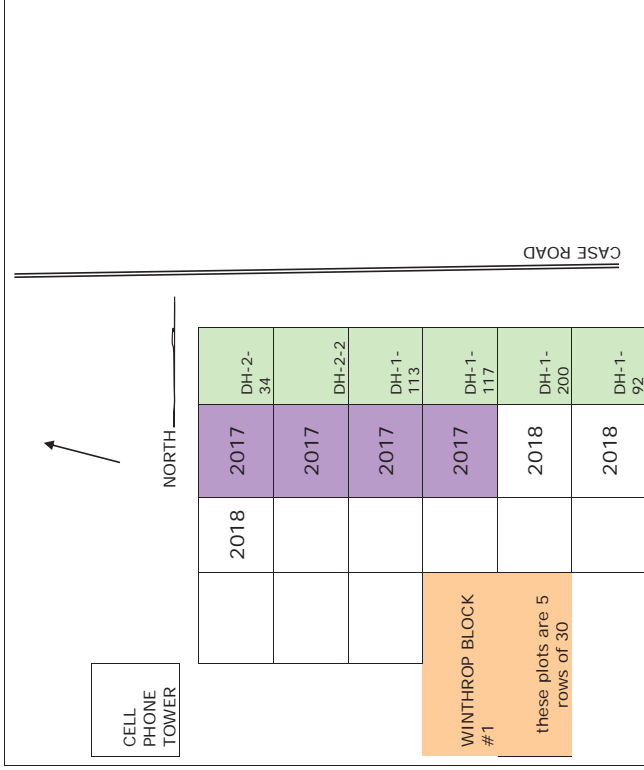 CELL
PHONE
TOWER
NORTH
2018
2017
DH-2-
34
2017
DH-2-2
2017
DH-1-
113
WINTHROP BLOCK
#1
2017
DH-1-
117
these plots are 5
rows of 30
2018
DH-1-
200
2018
DH-1-
92
CASE ROAD